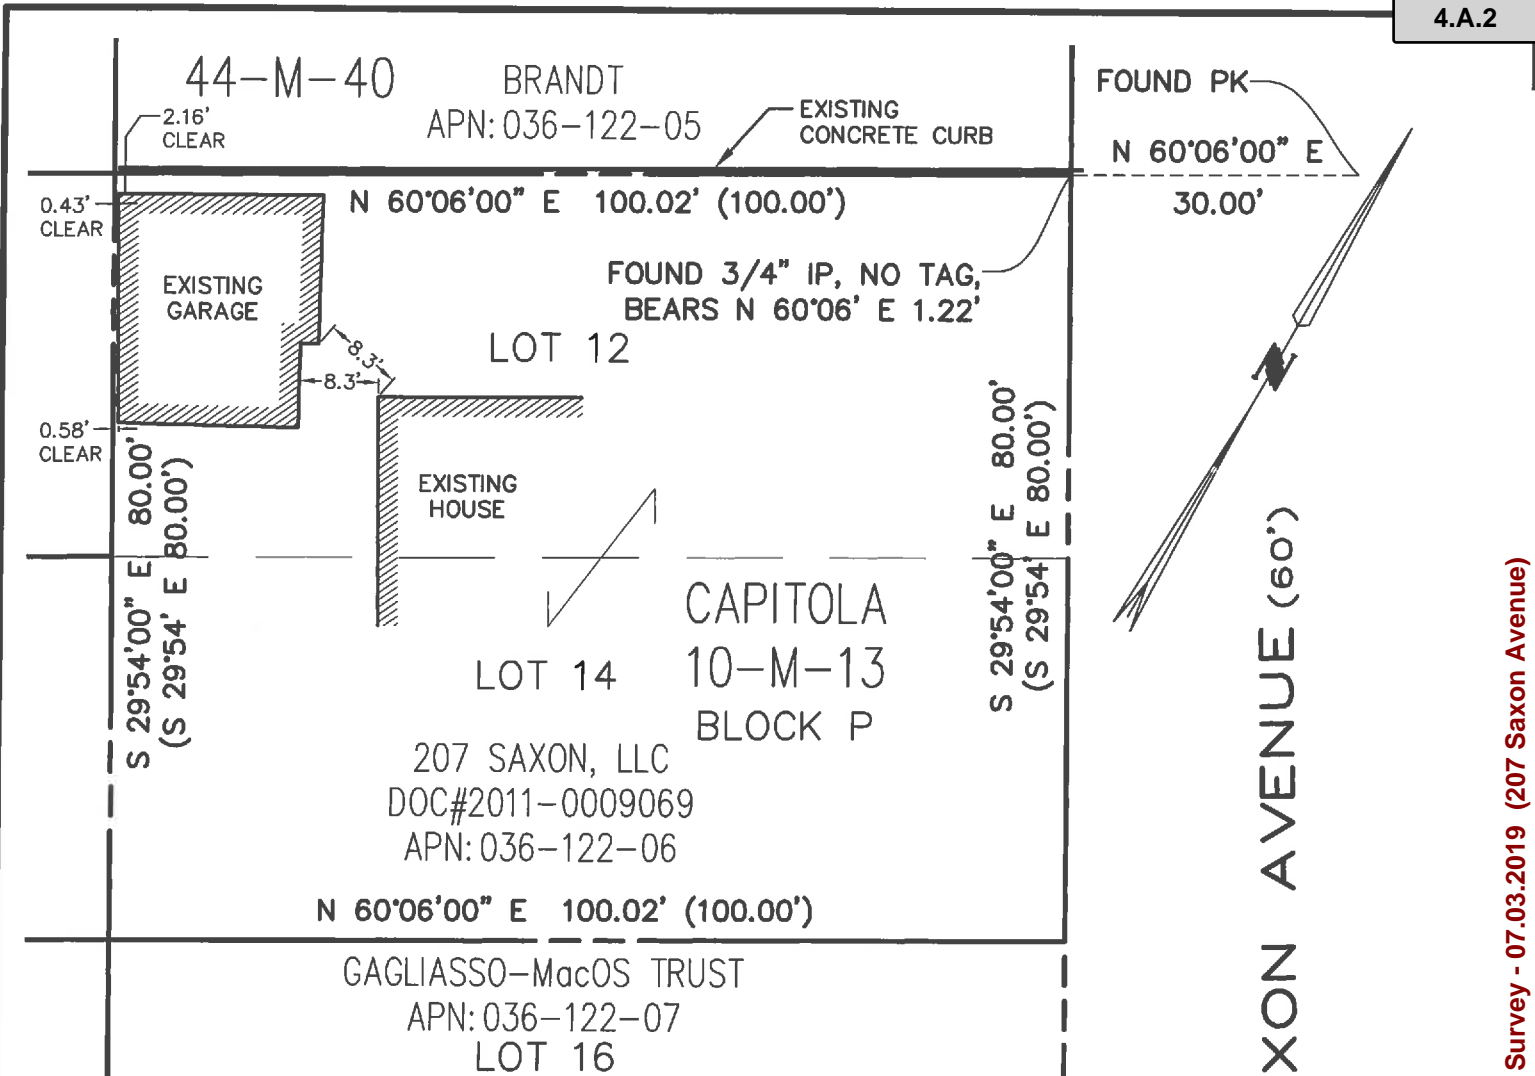 4.A.2
44-M-40
BRANDT
APN: 036-122-05
FOUND PK
2.16'
CLEAR
EXISTING
CONCRETE CURB
N 60°06'00" E
30.00'
0.43'
CLEAR
N 60°06'00" E 100.02' (100.00')
EXISTING
GARAGE
FOUND 3/4" IP, NO TAG,
BEARS N 60°06' E 1.22'
LOT 12
8.3'
8.3'
0.58'
CLEAR
S 29°54'00" E 80.00'
(S 29°54' E 80.00')
EXISTING
HOUSE
S 29°54'00" E 80.00'
(S 29°54' E 80.00')
CAPITOLA
10-M-13
BLOCK P
LOT 14
207 SAXON, LLC
DOC#2011-0009069
APN: 036-122-06
N 60°06'00" E 100.02' (100.00')
GAGLIASSO-MacOS TRUST
APN: 036-122-07
LOT 16
XON AVENUE (60')
Survey - 07.03.2019 (207 Saxon Avenue)